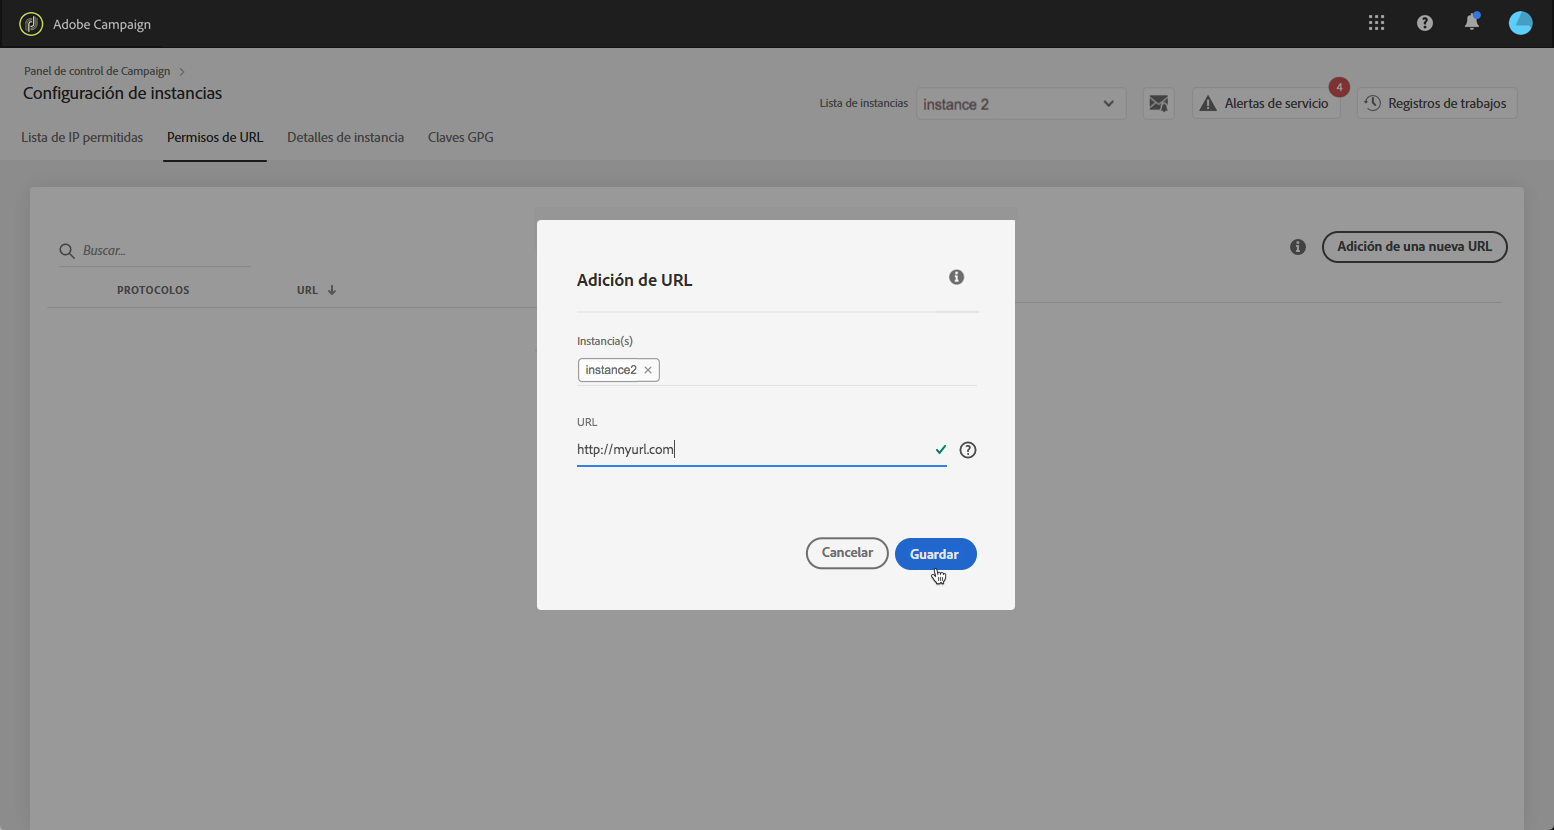 Adobe Campaign
Panel de control de Campaign
Configuración de instancias
Lista de instancias
instance 2
Alertas de servicio
4
Registros de trabajos
Lista de IP permitidas
Permisos de URL
Detalles de instancia
Claves GPG
Buscar...
Adición de una nueva URL
PROTOCOLOS
URL
Adición de URL
Instancia(s)
instance2
URL
http://myurl.com
Cancelar
Guardar